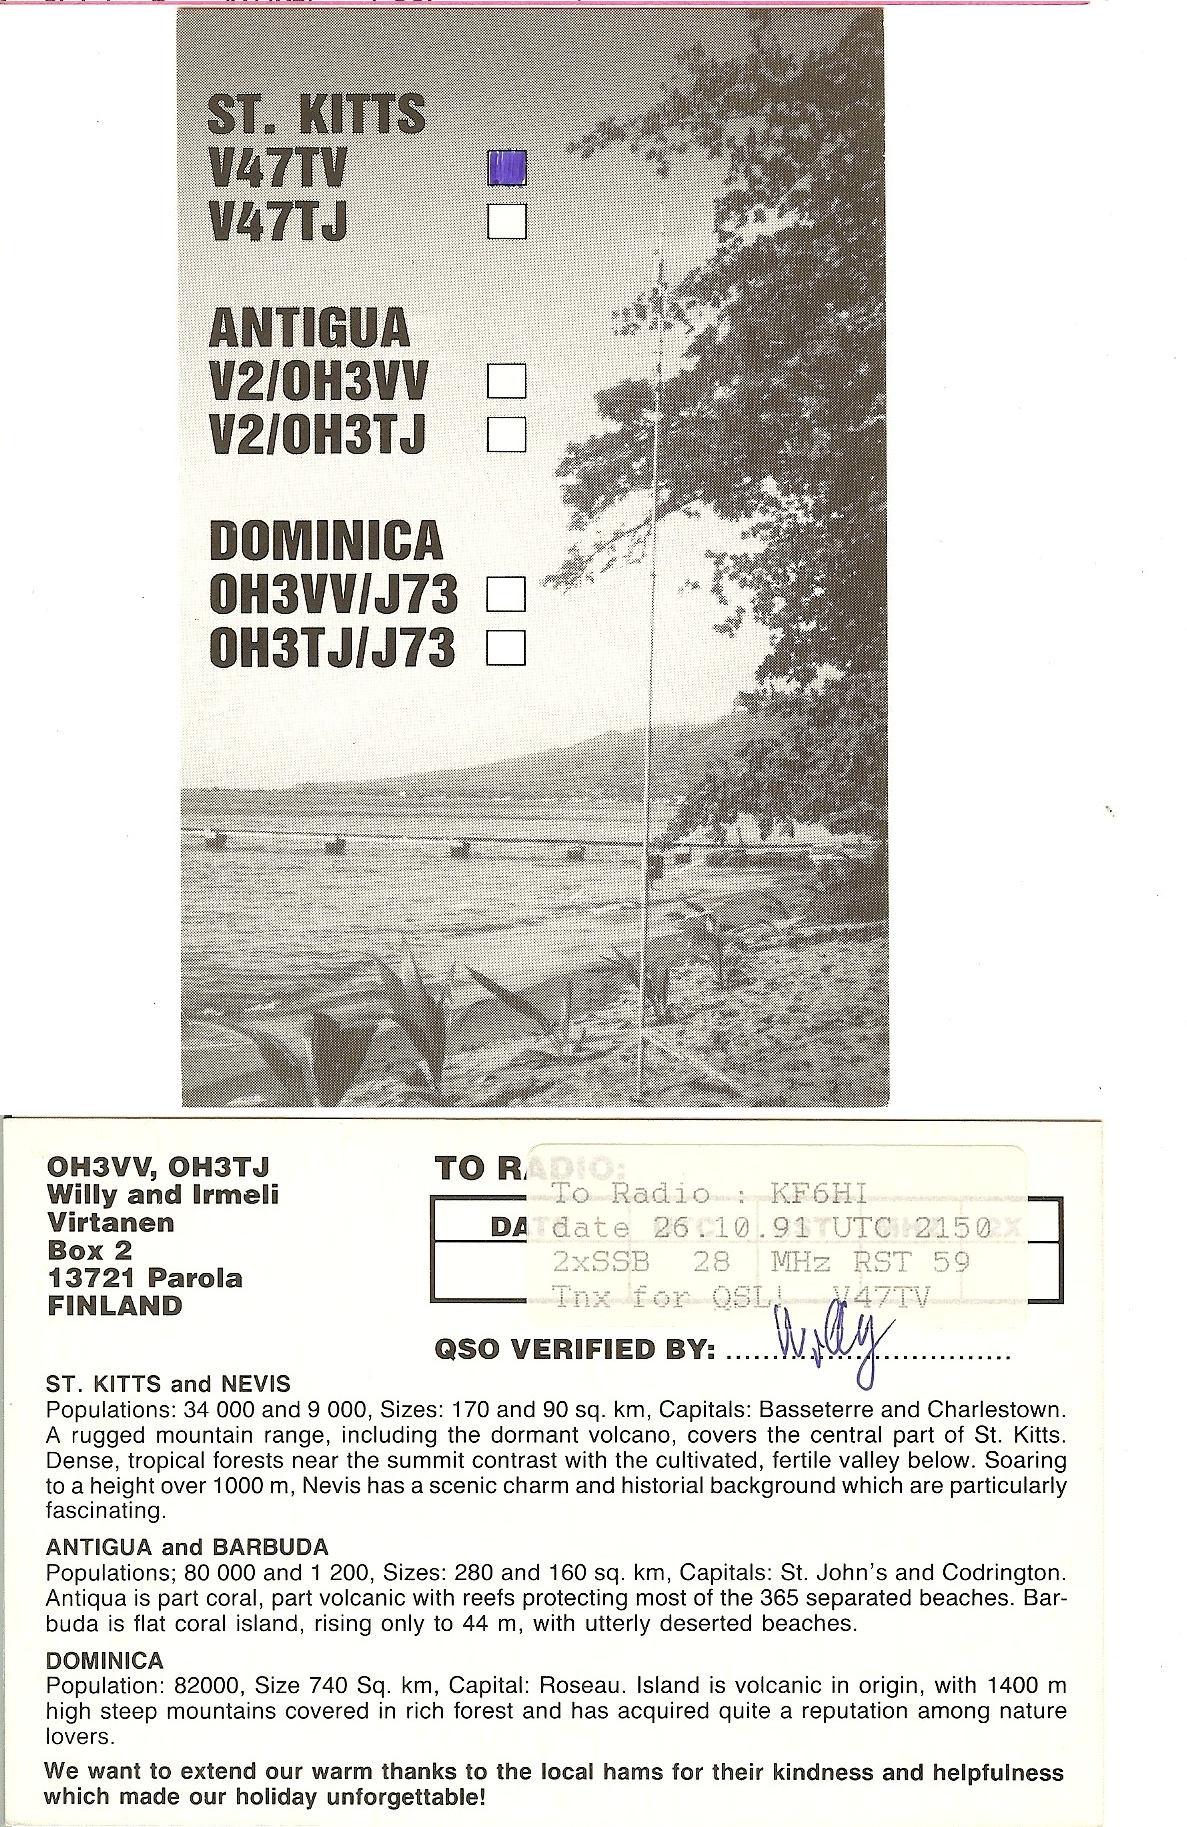 ST. KITTS
V47TV
V47TJ
ANTIGUA
V2/OH3VV
V2/OH3TJ
DOMINICA
OH3VV/J73
OH3TJ/J73
OH3VV, OH3TJ
Willy and Irmeli
Virtanen
Box 2
13721 Parola
FINLAND
TO RADIO:
To Radio : KF6HI
date 26.10.91 UTC 2150
2xSSB 28 MHz RST 59
Tnx for QSL! V47TV
QSO VERIFIED BY: Willy
ST. KITTS and NEVIS
Populations: 34 000 and 9 000, Sizes: 170 and 90 sq. km, Capitals: Basseterre and Charlestown.
A rugged mountain range, including the dormant volcano, covers the central part of St. Kitts.
Dense, tropical forests near the summit contrast with the cultivated, fertile valley below. Soaring
to a height over 1000 m, Nevis has a scenic charm and historial background which are particularly
fascinating.
ANTIGUA and BARBUDA
Populations; 80 000 and 1 200, Sizes: 280 and 160 sq. km, Capitals: St. John's and Codrington.
Antiqua is part coral, part volcanic with reefs protecting most of the 365 separated beaches. Bar-
buda is flat coral island, rising only to 44 m, with utterly deserted beaches.
DOMINICA
Population: 82000, Size 740 Sq. km, Capital: Roseau. Island is volcanic in origin, with 1400 m
high steep mountains covered in rich forest and has acquired quite a reputation among nature
lovers.
We want to extend our warm thanks to the local hams for their kindness and helpfulness
which made our holiday unforgettable!